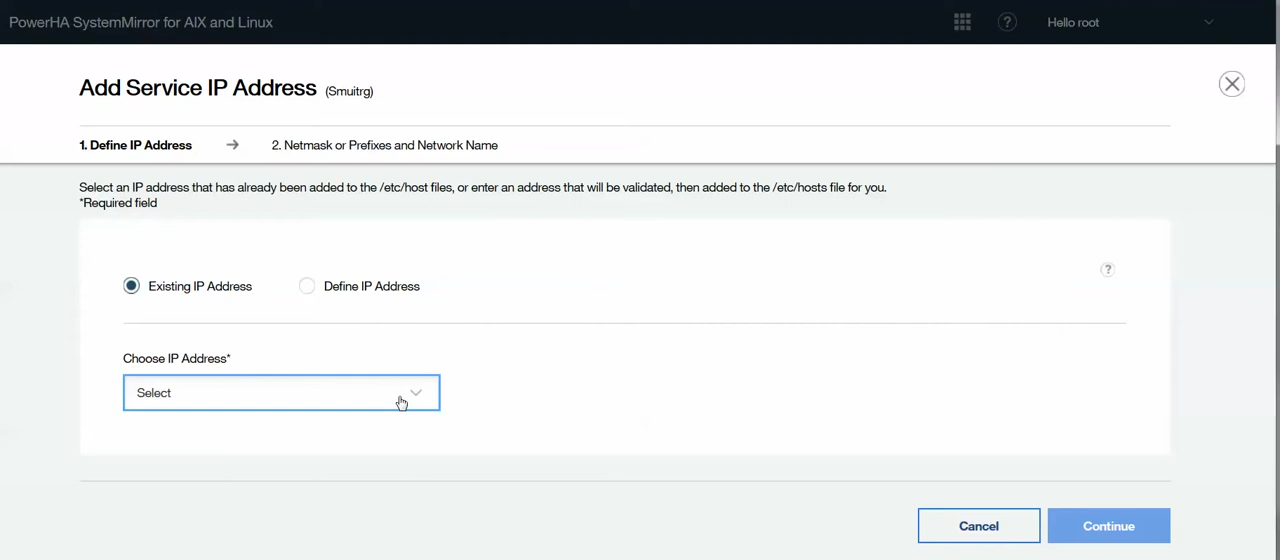 PowerHA SystemMirror for AIX and Linux
?
Hello root
Add Service IP Address (Smuitrg)
1. Define IP Address → 2. Netmask or Prefixes and Network Name
Select an IP address that has already been added to the /etc/host files, or enter an address that will be validated, then added to the /etc/hosts file for you.
*Required field
?
Existing IP Address
Define IP Address
Choose IP Address*
Select
Cancel
Continue